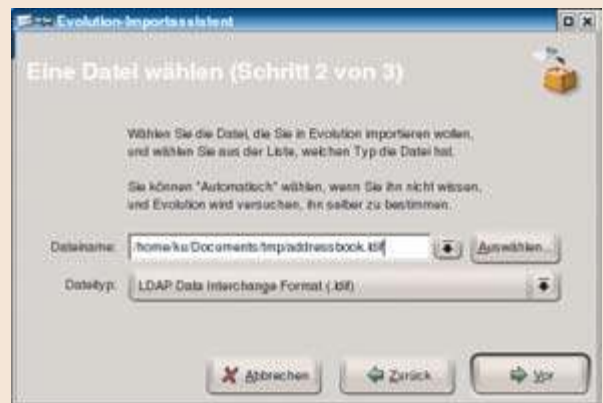 Evolution-Importassistent
Eine Datei wählen (Schritt 2 von 3)
Wählen Sie die Datei, die Sie in Evolution importieren wollen,
und wählen Sie aus der Liste, welchen Typ die Datei hat.
Sie können "Automatisch" wählen, wenn Sie ihn nicht wissen,
und Evolution wird versuchen, ihn selber zu bestimmen.
Dateiname: /home/ku/Documents/tmp/addressbook.ldif Auswählen...
Dateityp: LDAP Data Interchange Format (.ldif)
Abbrechen Zurück Vor